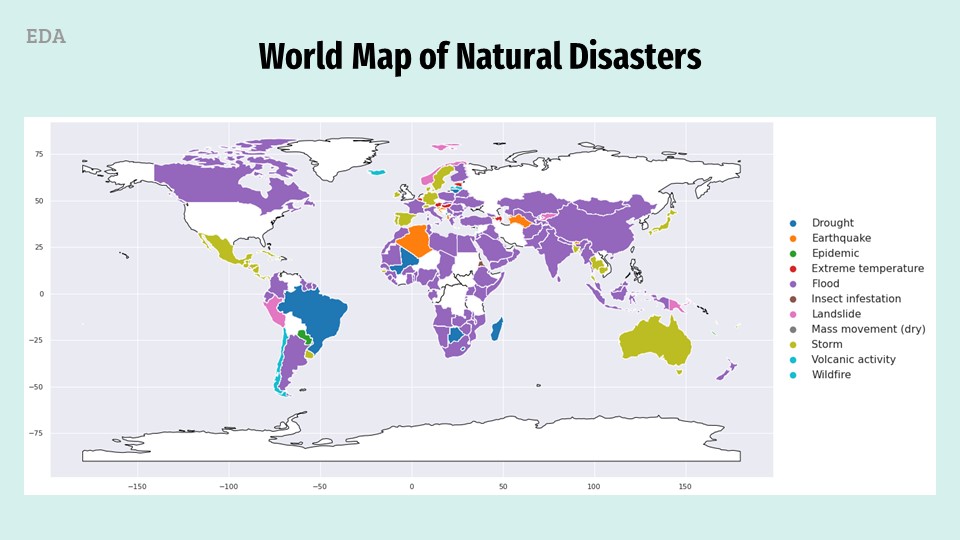 EDA
World Map of Natural Disasters
75
50
25
0
−25
−50
−75
−150
−100
−50
0
50
100
150
Drought
Earthquake
Epidemic
Extreme temperature
Flood
Insect infestation
Landslide
Mass movement (dry)
Storm
Volcanic activity
Wildfire